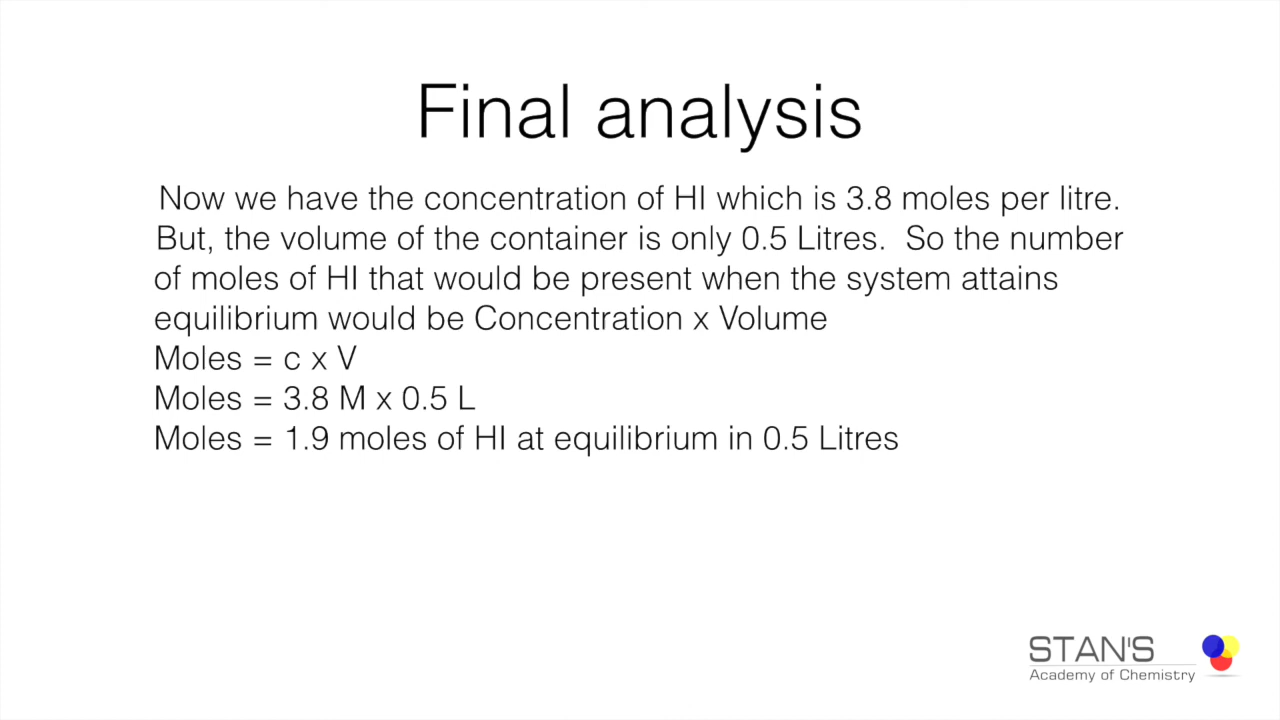 Final analysis
Now we have the concentration of HI which is 3.8 moles per litre.
But, the volume of the container is only 0.5 Litres. So the number
of moles of HI that would be present when the system attains
equilibrium would be Concentration x Volume
Moles = c x V
Moles = 3.8 M x 0.5 L
Moles = 1.9 moles of HI at equilibrium in 0.5 Litres
STAN'S
Academy of Chemistry